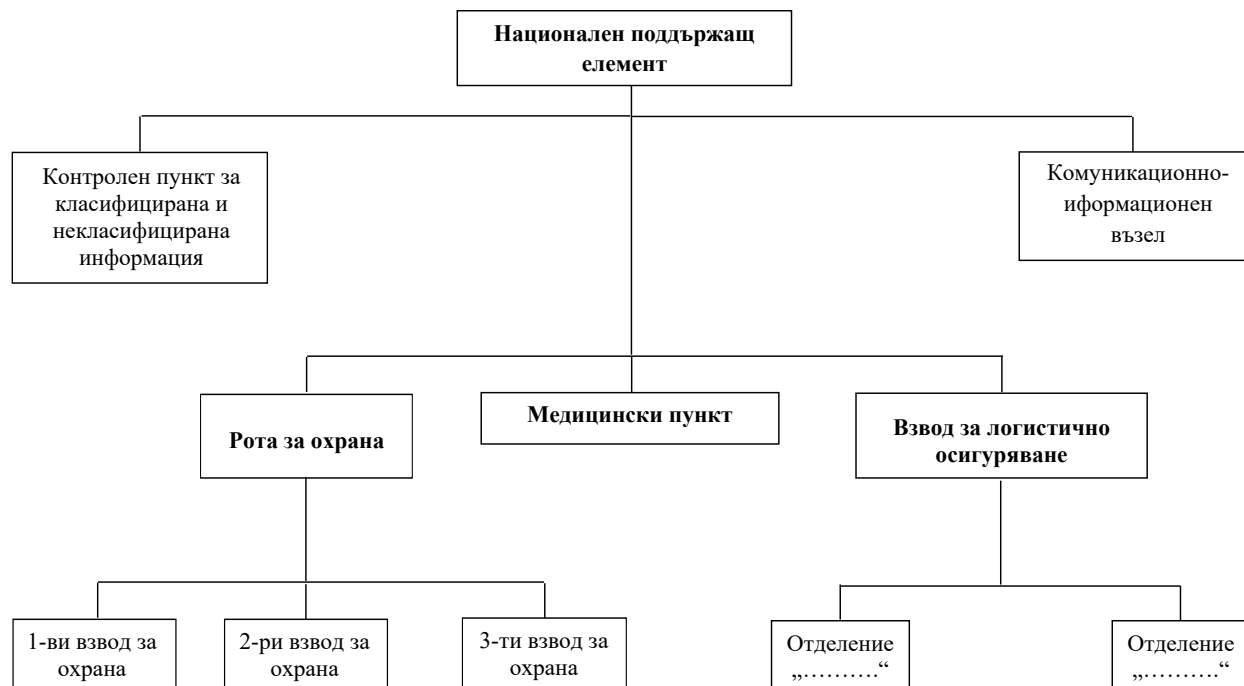 Национален поддържащ
елемент
Контролен пункт за
класифицирана и
некласифицирана
информация
Комуникационно-
иформационен
възел
Рота за охрана
Медицински пункт
Взвод за логистично
осигуряване
1-ви взвод за
охрана
2-ри взвод за
охрана
3-ти взвод за
охрана
Отделение
„……….“
Отделение
„……….“